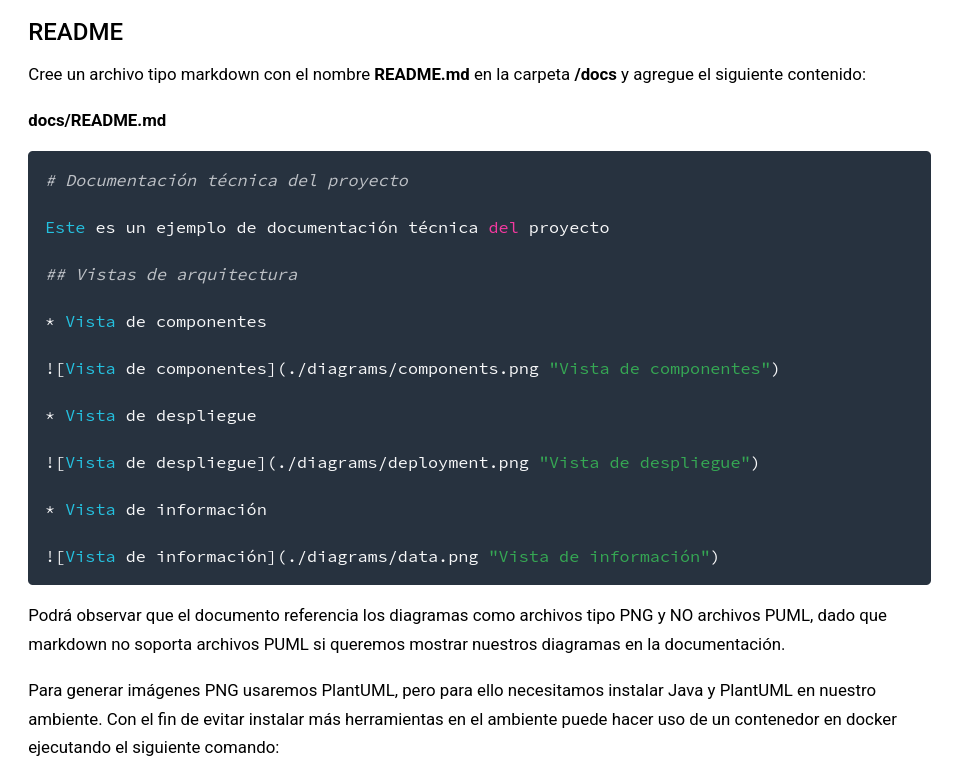 README
Cree un archivo tipo markdown con el nombre README.md en la carpeta /docs y agregue el siguiente contenido:
docs/README.md
# Documentación técnica del proyecto
Este es un ejemplo de documentación técnica del proyecto
## Vistas de arquitectura
* Vista de componentes
![Vista de componentes](./diagrams/components.png "Vista de componentes")
* Vista de despliegue
![Vista de despliegue](./diagrams/deployment.png "Vista de despliegue")
* Vista de información
![Vista de información](./diagrams/data.png "Vista de información")
Podrá observar que el documento referencia los diagramas como archivos tipo PNG y NO archivos PUML, dado que
markdown no soporta archivos PUML si queremos mostrar nuestros diagramas en la documentación.
Para generar imágenes PNG usaremos PlantUML, pero para ello necesitamos instalar Java y PlantUML en nuestro
ambiente. Con el fin de evitar instalar más herramientas en el ambiente puede hacer uso de un contenedor en docker
ejecutando el siguiente comando: